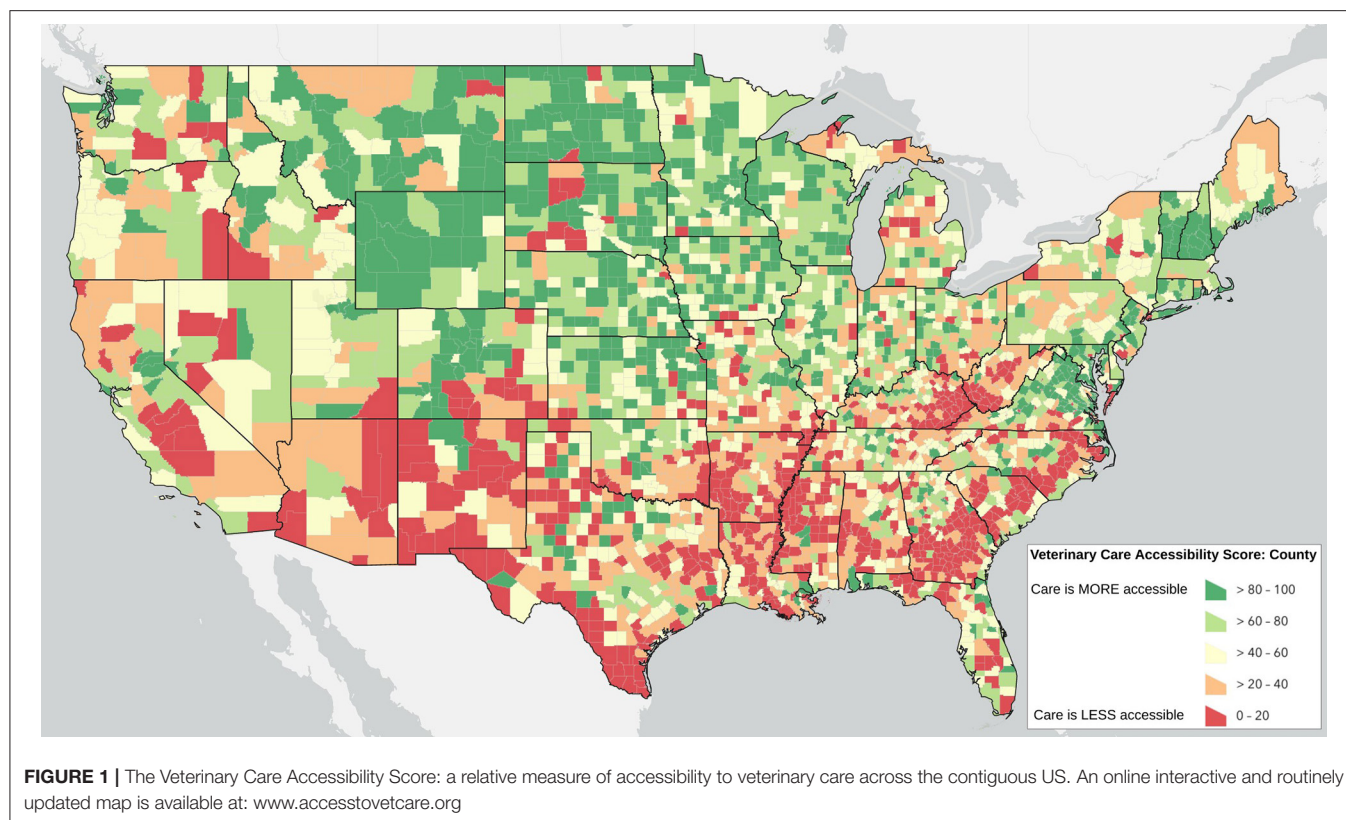 Veterinary Care Accessibility Score: County
Care is MORE accessible
> 80 - 100
> 60 - 80
> 40 - 60
> 20 - 40
Care is LESS accessible
0 - 20
FIGURE 1 | The Veterinary Care Accessibility Score: a relative measure of accessibility to veterinary care across the contiguous US. An online interactive and routinely
updated map is available at: www.accesstovetcare.org